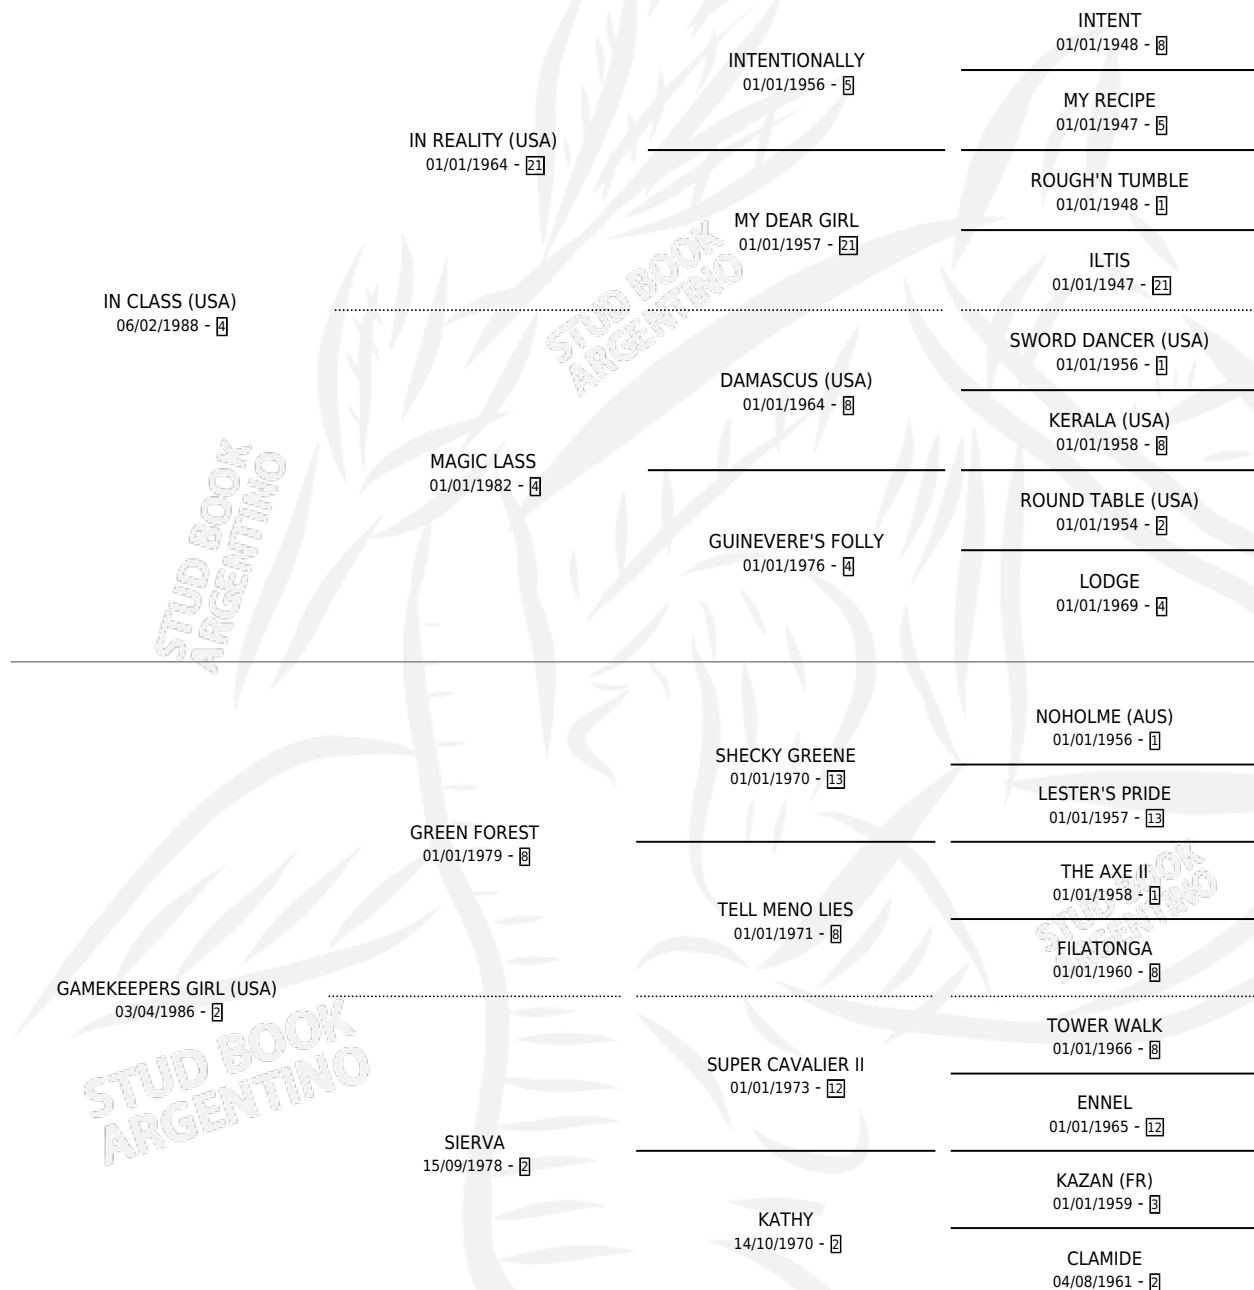 INTENT
01/01/1948 - 8
INTENTIONALLY
01/01/1956 - 5
MY RECIPE
01/01/1947 - 5
IN REALITY (USA)
01/01/1964 - 21
ROUGH'N TUMBLE
01/01/1948 - 1
MY DEAR GIRL
01/01/1957 - 21
ILTIS
01/01/1947 - 21
IN CLASS (USA)
06/02/1988 - 4
STUD BOOK
ARGENTINO
SWORD DANCER (USA)
01/01/1956 - 1
DAMASCUS (USA)
01/01/1964 - 8
KERALA (USA)
01/01/1958 - 8
MAGIC LASS
01/01/1982 - 4
ROUND TABLE (USA)
01/01/1954 - 2
GUINEVERE'S FOLLY
01/01/1976 - 4
LODGE
01/01/1969 - 4
STUD BOOK
ARGENTINO
NOHOLME (AUS)
01/01/1956 - 1
SHECKY GREENE
01/01/1970 - 13
LESTER'S PRIDE
01/01/1957 - 13
GREEN FOREST
01/01/1979 - 8
THE AXE II
01/01/1958 - 1
TELL MENO LIES
01/01/1971 - 8
STUD BOOK
ARGENTINO
FILATONGA
01/01/1960 - 8
GAMEKEEPERS GIRL (USA)
03/04/1986 - 2
TOWER WALK
01/01/1966 - 8
SUPER CAVALIER II
01/01/1973 - 12
STUD BOOK
ARGENTINO
ENNEL
01/01/1965 - 12
SIERVA
15/09/1978 - 2
KAZAN (FR)
01/01/1959 - 3
KATHY
14/10/1970 - 2
CLAMIDE
04/08/1961 - 2